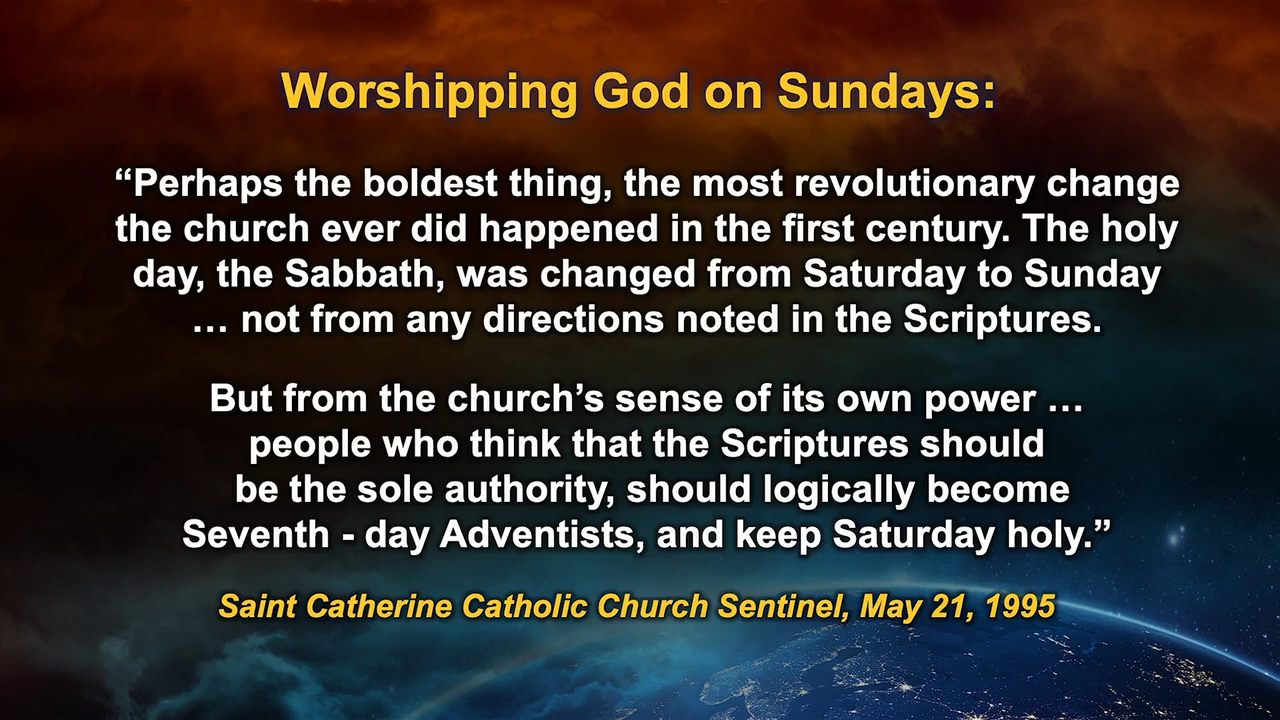 Worshipping God on Sundays:
“Perhaps the boldest thing, the most revolutionary change
the church ever did happened in the first century. The holy
day, the Sabbath, was changed from Saturday to Sunday
… not from any directions noted in the Scriptures.
But from the church’s sense of its own power …
people who think that the Scriptures should
be the sole authority, should logically become
Seventh - day Adventists, and keep Saturday holy.”
Saint Catherine Catholic Church Sentinel, May 21, 1995